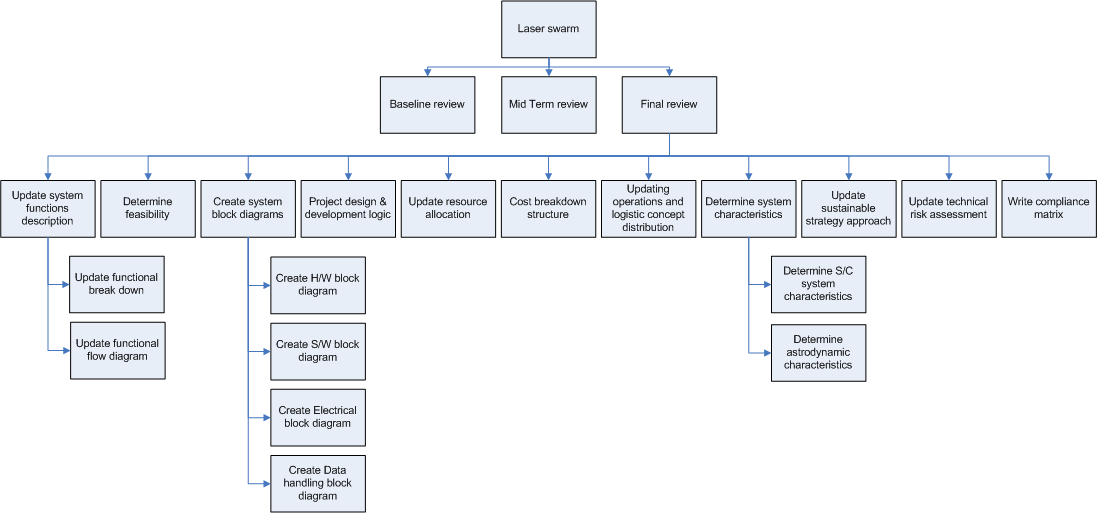 Laser swarm
Baseline review
Mid Term review
Final review
Update system
functions
description
Determine
feasibility
Create system
block diagrams
Project design &
development logic
Update resource
allocation
Cost breakdown
structure
Updating
operations and
logistic concept
distribution
Determine system
characteristics
Update
sustainable
strategy approach
Update technical
risk assessment
Write compliance
matrix
Update functional
break down
Update functional
flow diagram
Create H/W block
diagram
Create S/W block
diagram
Create Electrical
block diagram
Create Data
handling block
diagram
Determine S/C
system
characteristics
Determine
astrodynamic
characteristics